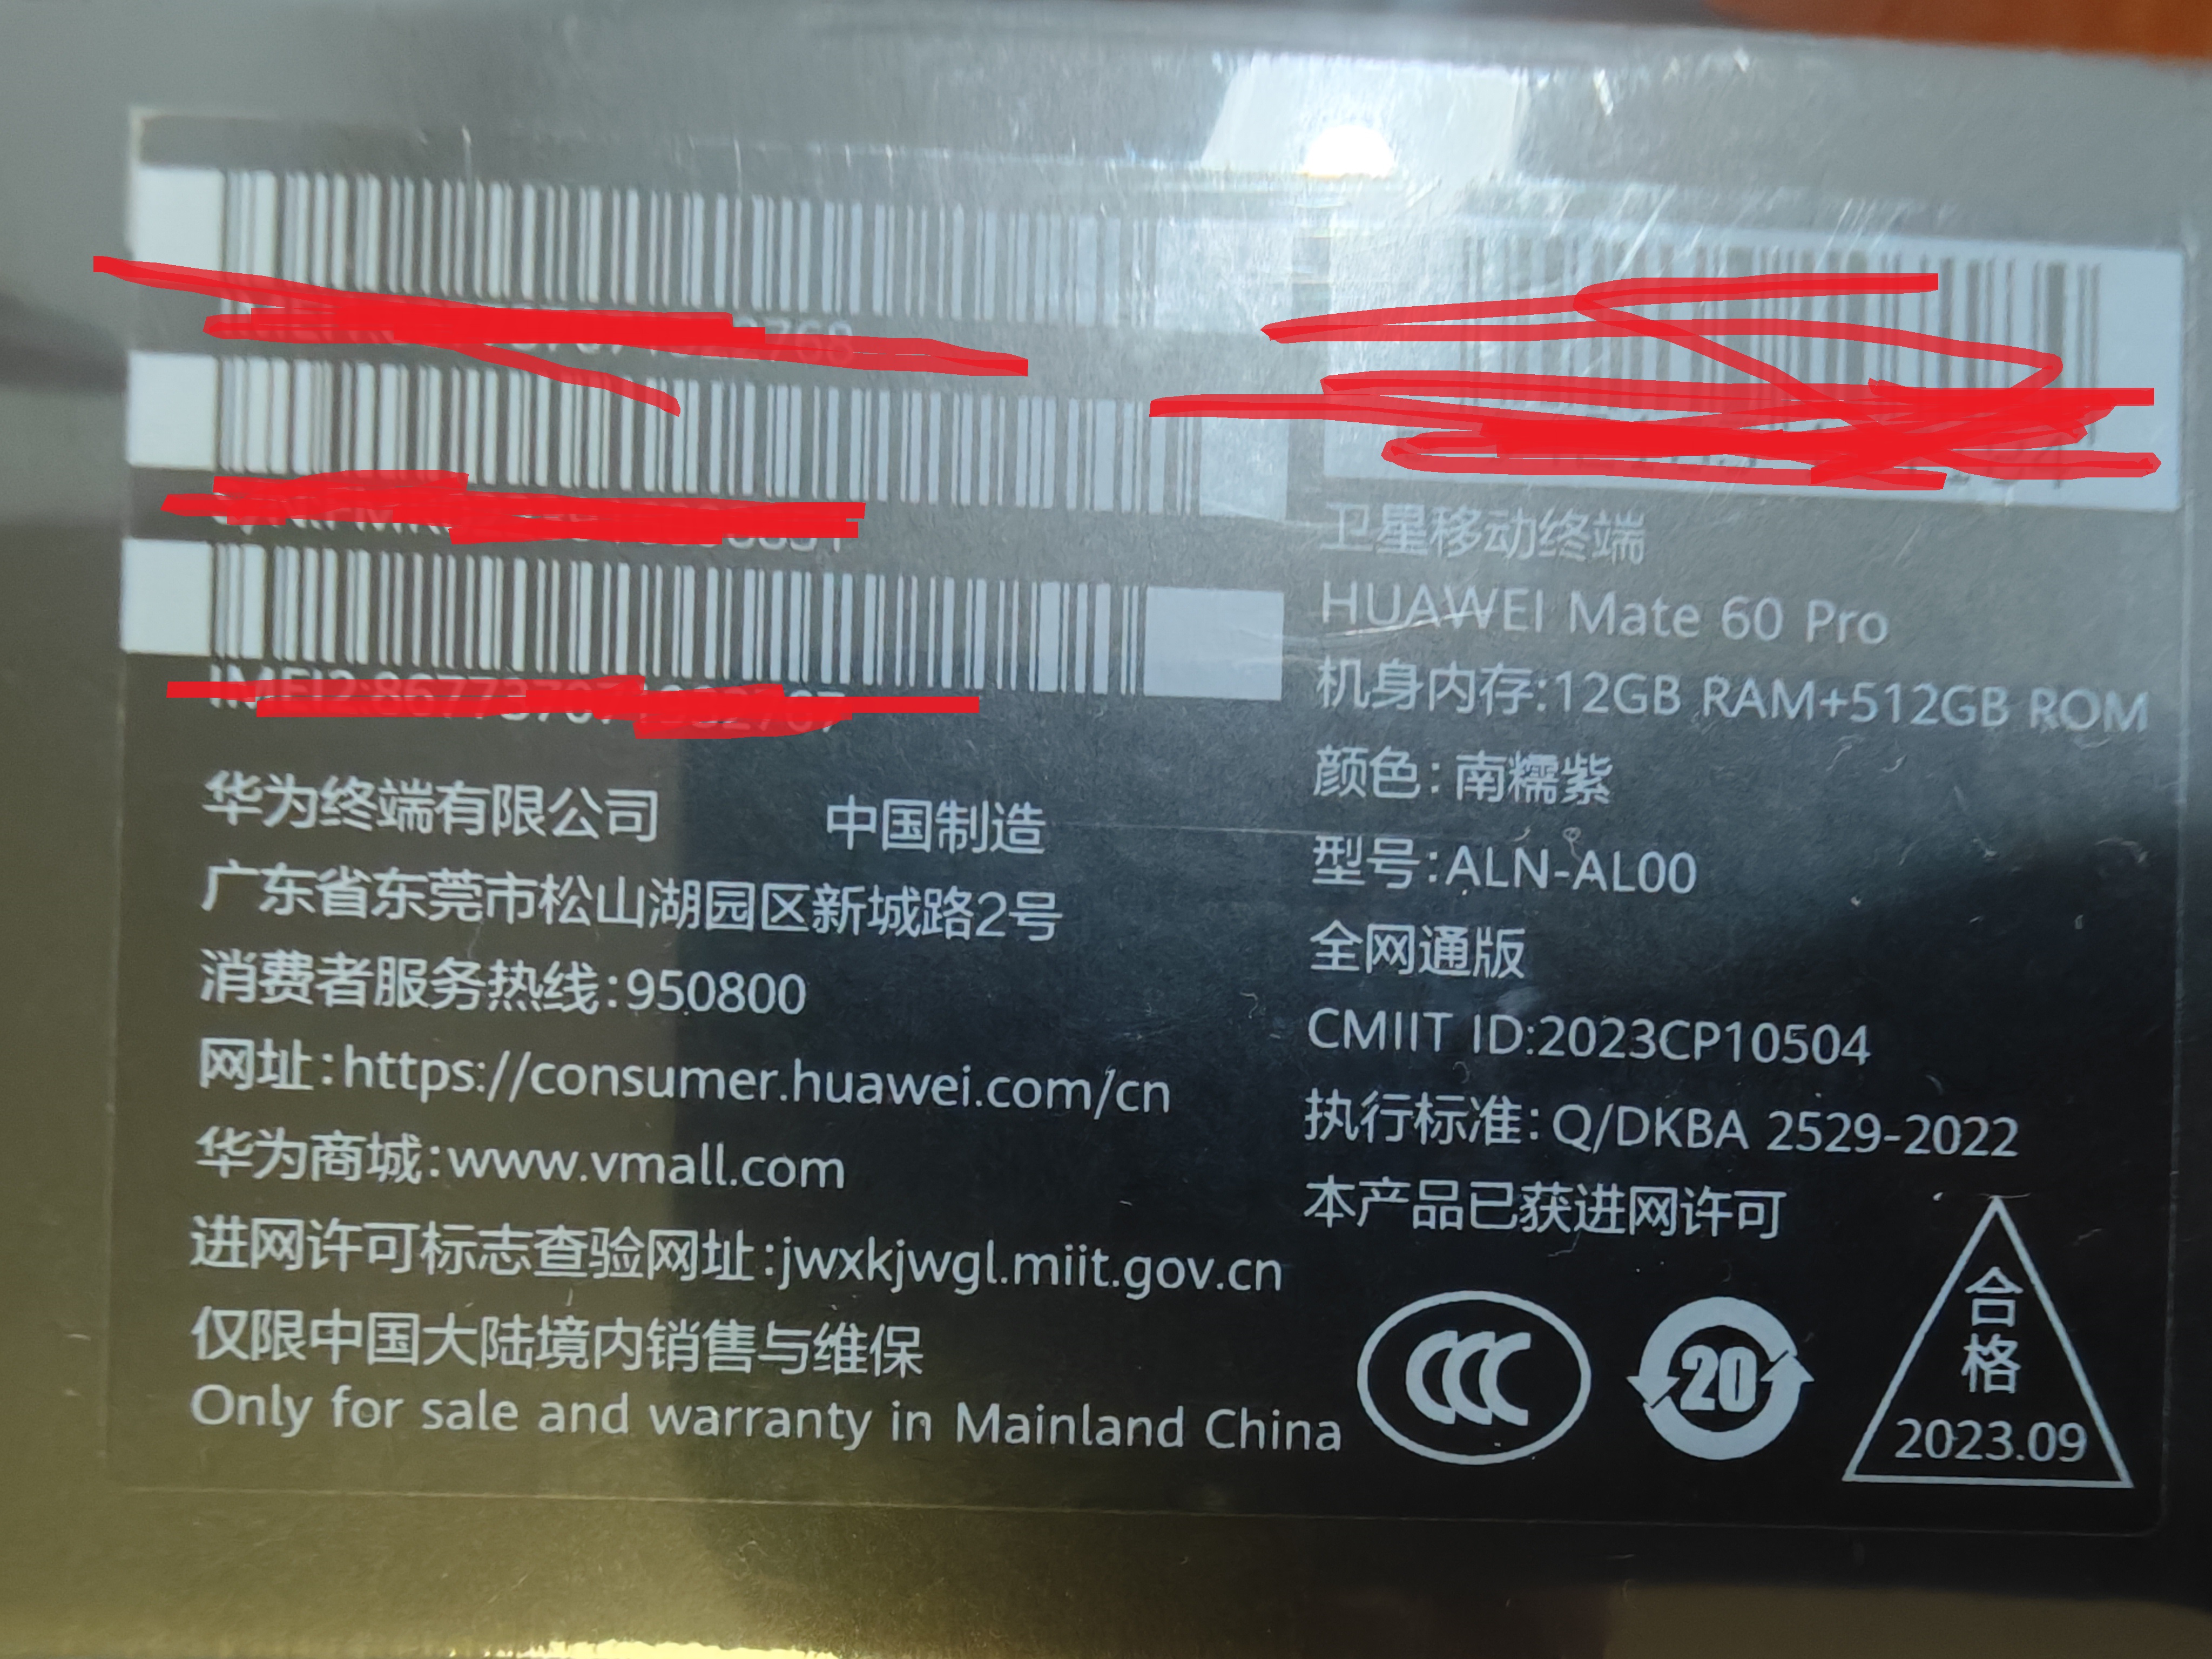 华为终端有限公司 中国制造
广东省东莞市松山湖园区新城路2号
消费者服务热线:950800
网址:https://consumer.huawei.com/cn
华为商城:www.vmall.com
进网许可标志查验网址:jwxkjwgl.miit.gov.cn
仅限中国大陆境内销售与维保
Only for sale and warranty in Mainland China
卫星移动终端
HUAWEI Mate 60 Pro
机身内存:12GB RAM+512GB ROM
颜色:南糯紫
型号:ALN-AL00
全网通版
CMIIT ID:2023CP10504
执行标准:Q/DKBA 2529-2022
本产品已获进网许可
CCC
20
合
格
2023.09